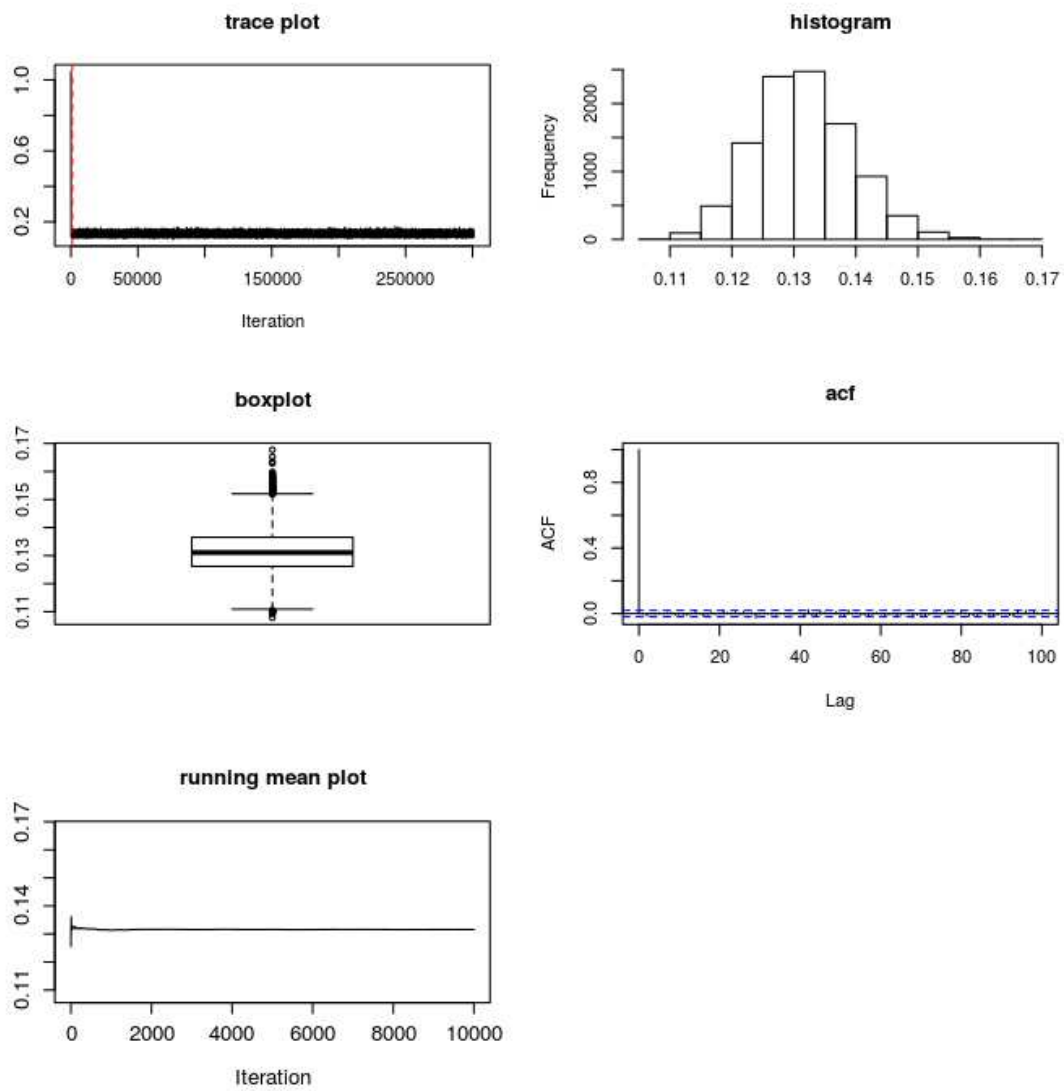 trace plot
1.0
0.6
0.2
0 50000 150000 250000
Iteration
histogram
Frequency
2000
1000
0
0.11 0.12 0.13 0.14 0.15 0.16 0.17
boxplot
0.17
0.15
0.13
0.11
acf
ACF
0.8
0.4
0.0
0 20 40 60 80 100
Lag
running mean plot
0.17
0.14
0.11
0 2000 4000 6000 8000 10000
Iteration